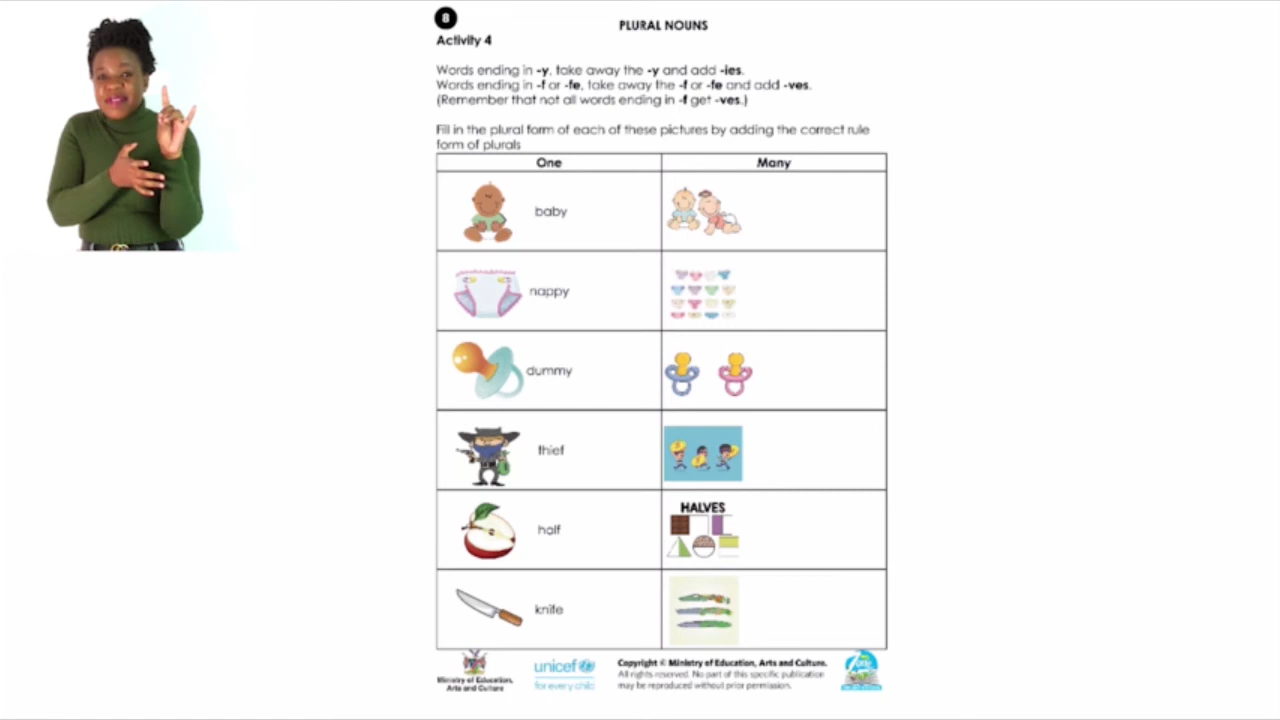 8
PLURAL NOUNS
Activity 4
Words ending in -y, take away the -y and add -ies.
Words ending in -f or -fe, take away the -f or -fe and add -ves.
(Remember that not all words ending in -f get -ves.)
Fill in the plural form of each of these pictures by adding the correct rule
form of plurals
One Many
baby
nappy
dummy
thief
HALVES
half
knife
Ministry of Education,
Arts and Culture
unicef
for every child
Copyright © Ministry of Education, Arts and Culture.
All rights reserved. No part of this specific publication
may be reproduced without prior permission.